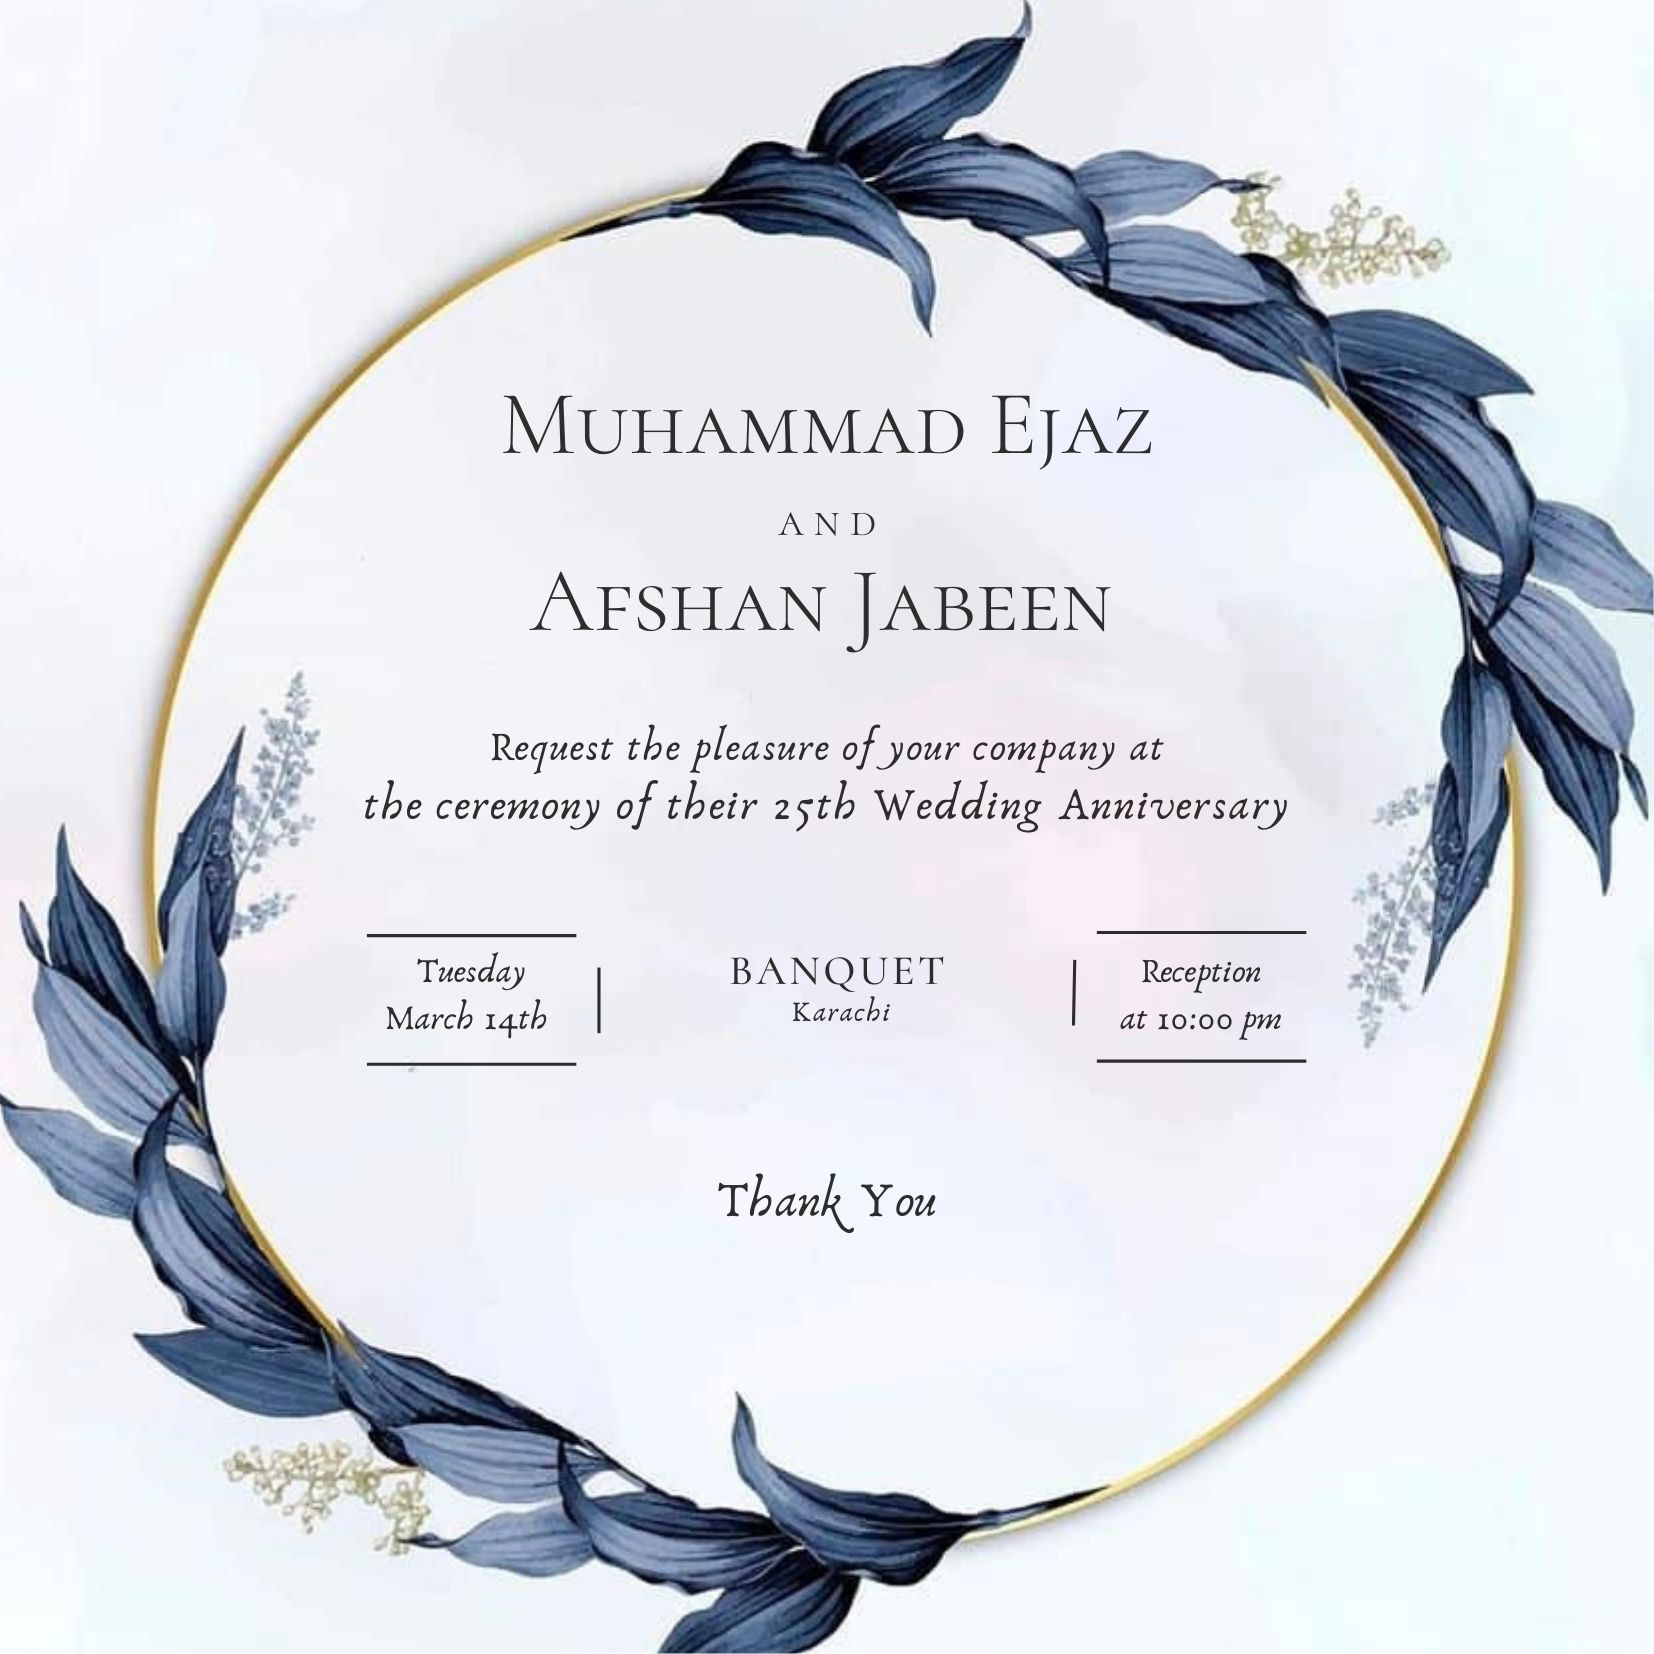 Muhammad Ejaz
AND
Afshan Jabeen
Request the pleasure of your company at
the ceremony of their 25th Wedding Anniversary
Tuesday
March 14th
BANQUET
Karachi
Reception
at 10:00 pm
Thank You